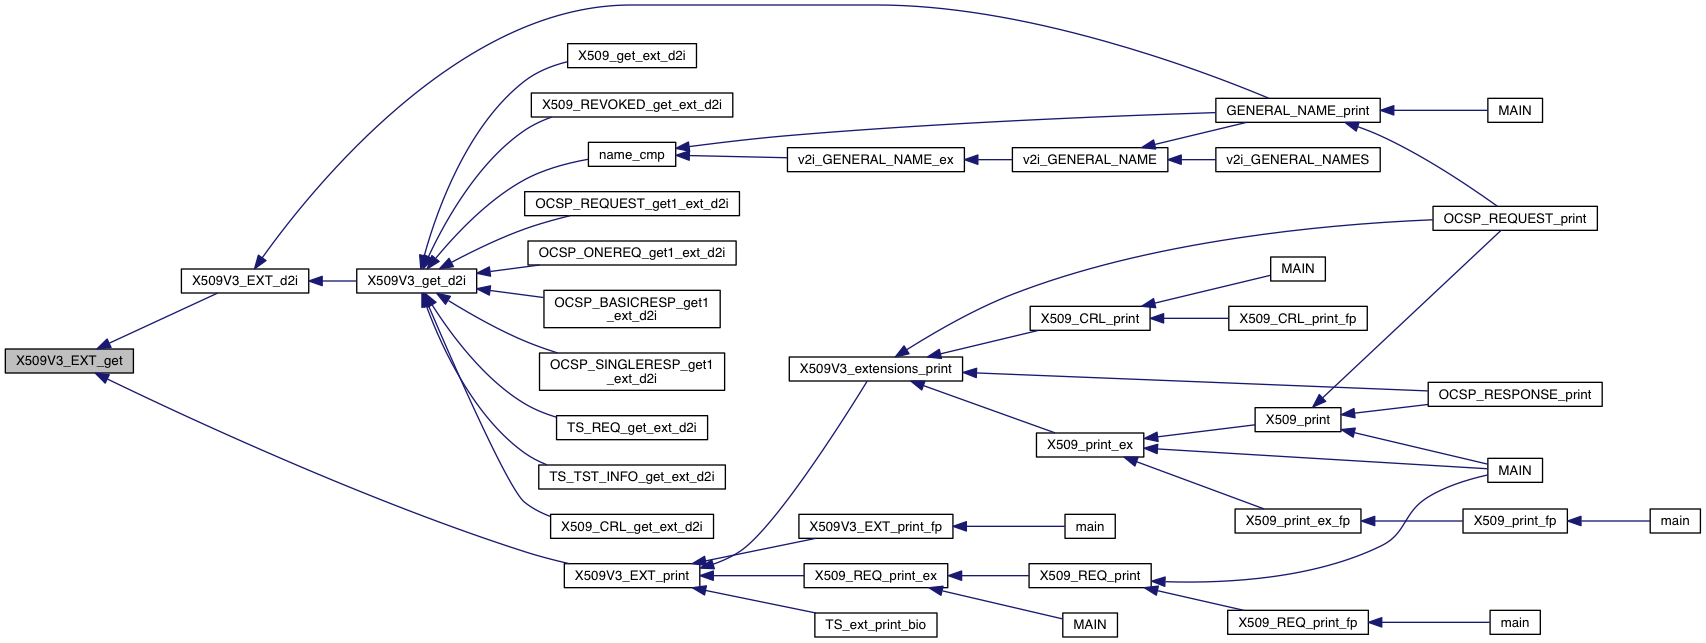 X509_get_ext_d2i
X509_REVOKED_get_ext_d2i
GENERAL_NAME_print
MAIN
name_cmp
v2i_GENERAL_NAME_ex
v2i_GENERAL_NAME
v2i_GENERAL_NAMES
OCSP_REQUEST_get1_ext_d2i
OCSP_REQUEST_print
OCSP_ONEREQ_get1_ext_d2i
X509V3_EXT_d2i
X509V3_get_d2i
MAIN
OCSP_BASICRESP_get1
_ext_d2i
X509_CRL_print
X509_CRL_print_fp
X509V3_EXT_get
OCSP_SINGLERESP_get1
_ext_d2i
X509V3_extensions_print
OCSP_RESPONSE_print
TS_REQ_get_ext_d2i
X509_print
X509_print_ex
TS_TST_INFO_get_ext_d2i
MAIN
X509_CRL_get_ext_d2i
X509V3_EXT_print_fp
main
X509_print_ex_fp
X509_print_fp
main
X509V3_EXT_print
X509_REQ_print_ex
X509_REQ_print
TS_ext_print_bio
MAIN
X509_REQ_print_fp
main